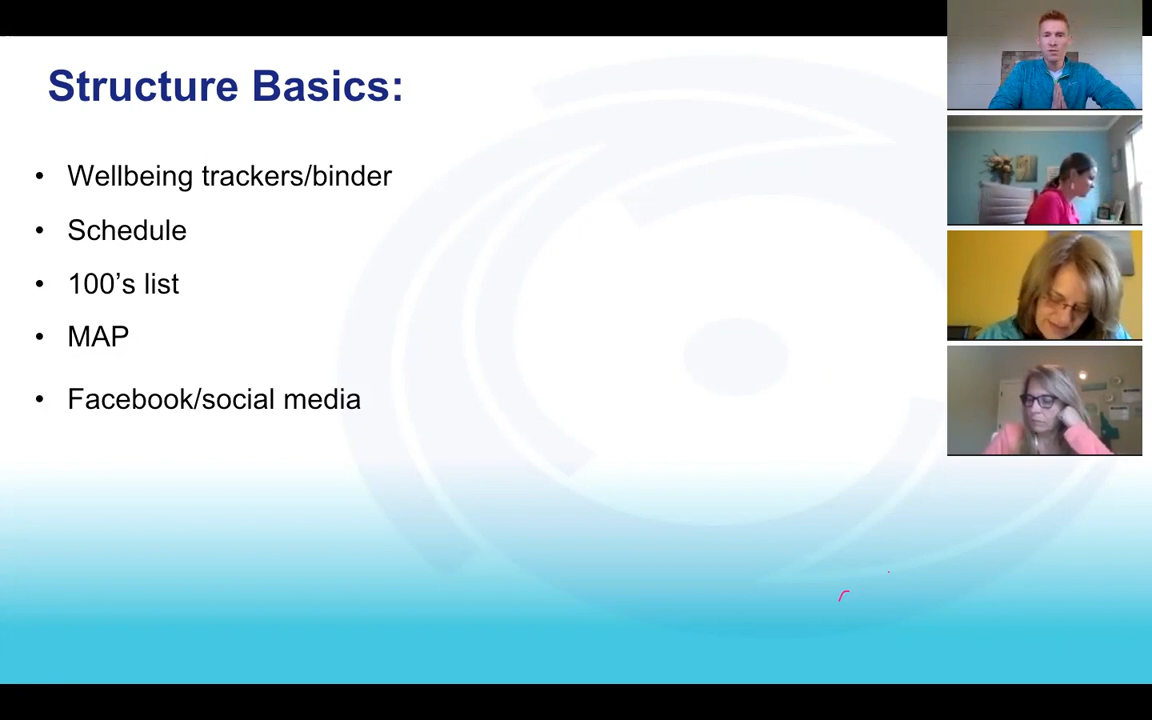 Structure Basics:
• Wellbeing trackers/binder
• Schedule
• 100’s list
• MAP
• Facebook/social media